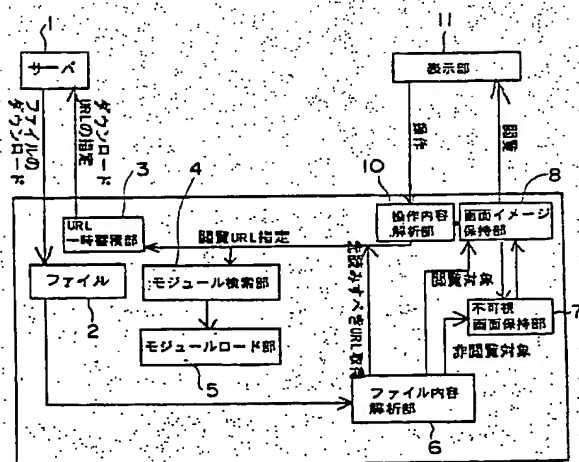 1
サーバ
ファイルの
ダウンロード
ダウンロード
URLの指定
11
表示部
操作
閲覧
3
URL
一時蓄積部
4
閲覧URL指定
10
操作内容
解析部
8
画面イメージ
保持部
ファイル
2
モジュール検索部
モジュールロード部
5
先読みすべきURL取得
閲覧対象
不可視
画面保持部
7
非閲覧対象
ファイル内容
解析部
6